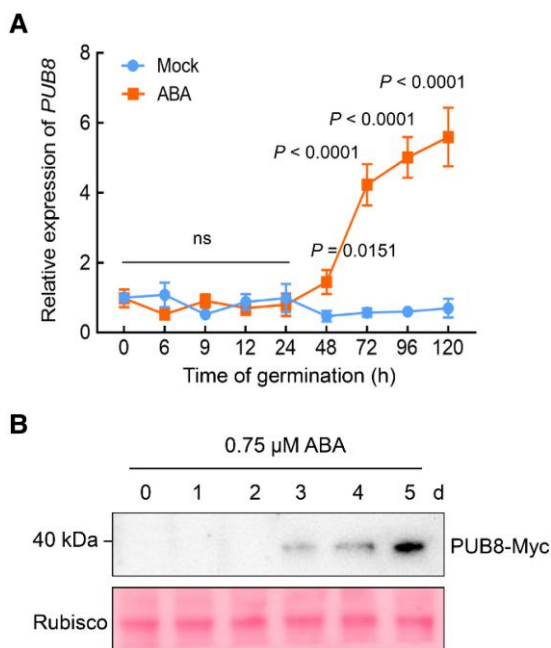 A
Relative expression of PUB8
8
6
4
2
0
Mock
ABA
ns
P = 0.0151
P < 0.0001
P < 0.0001
P < 0.0001
0 6 9 12 24 48 72 96 120
Time of germination (h)
B
0.75 µM ABA
0 1 2 3 4 5 d
40 kDa
PUB8-Myc
Rubisco